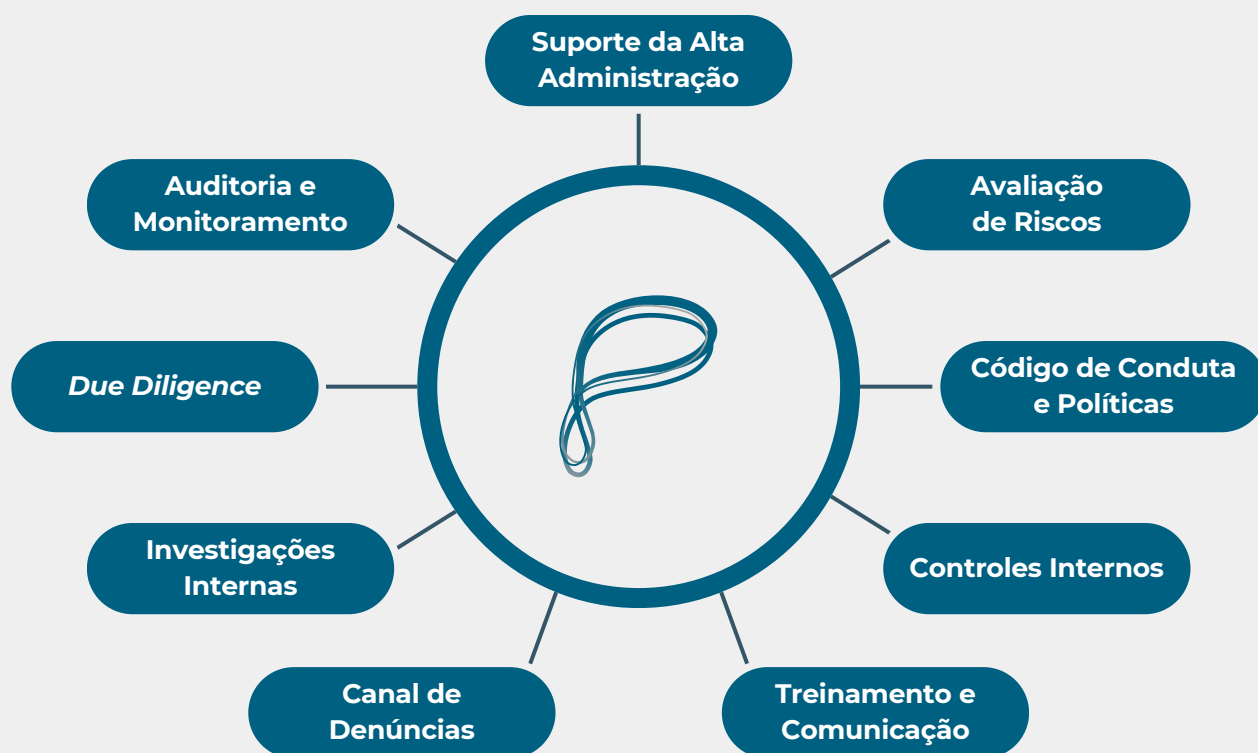 Suporte da Alta
Administração
Avaliação
de Riscos
Código de Conduta
e Políticas
Controles Internos
Treinamento e
Comunicação
Canal de
Denúncias
Investigações
Internas
Due Diligence
Auditoria e
Monitoramento